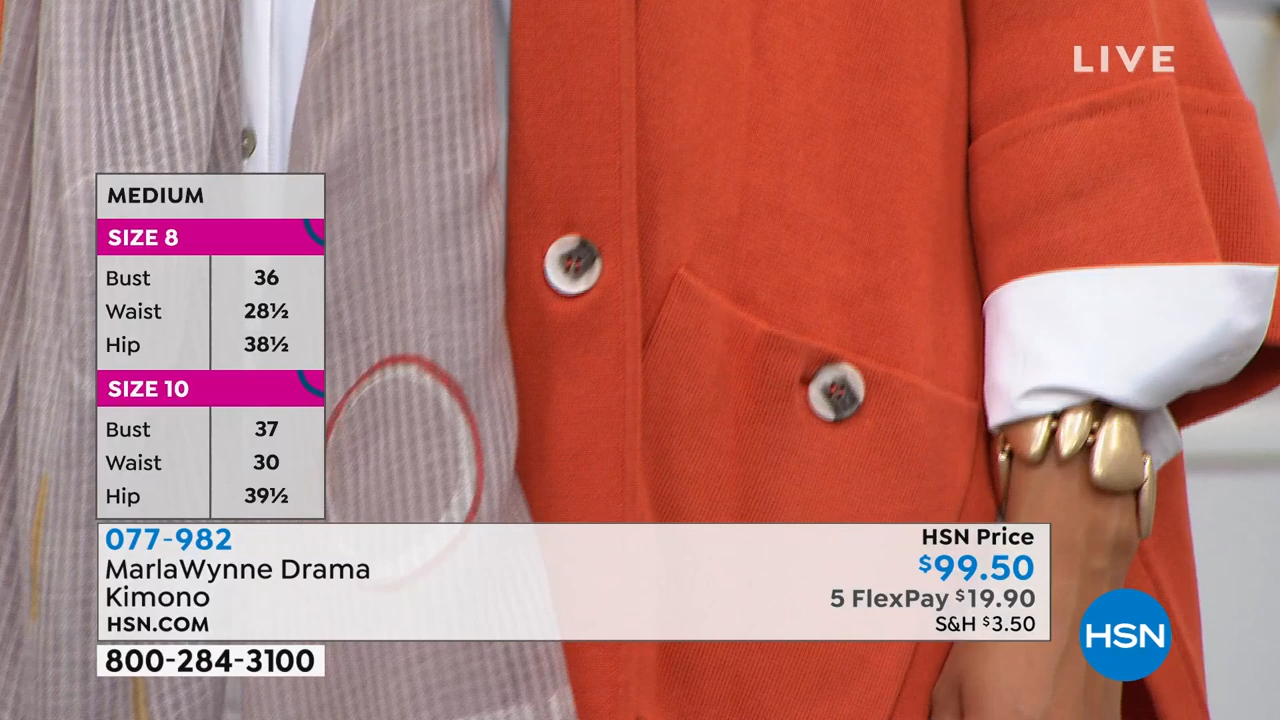 LIVE
MEDIUM
SIZE 8
Bust 36
Waist 28½
Hip 38½
SIZE 10
Bust 37
Waist 30
Hip 39½
077-982
MarlaWynne Drama
Kimono
HSN.COM
HSN Price
$99.50
5 FlexPay $19.90
S&H $3.50
800-284-3100
HSN